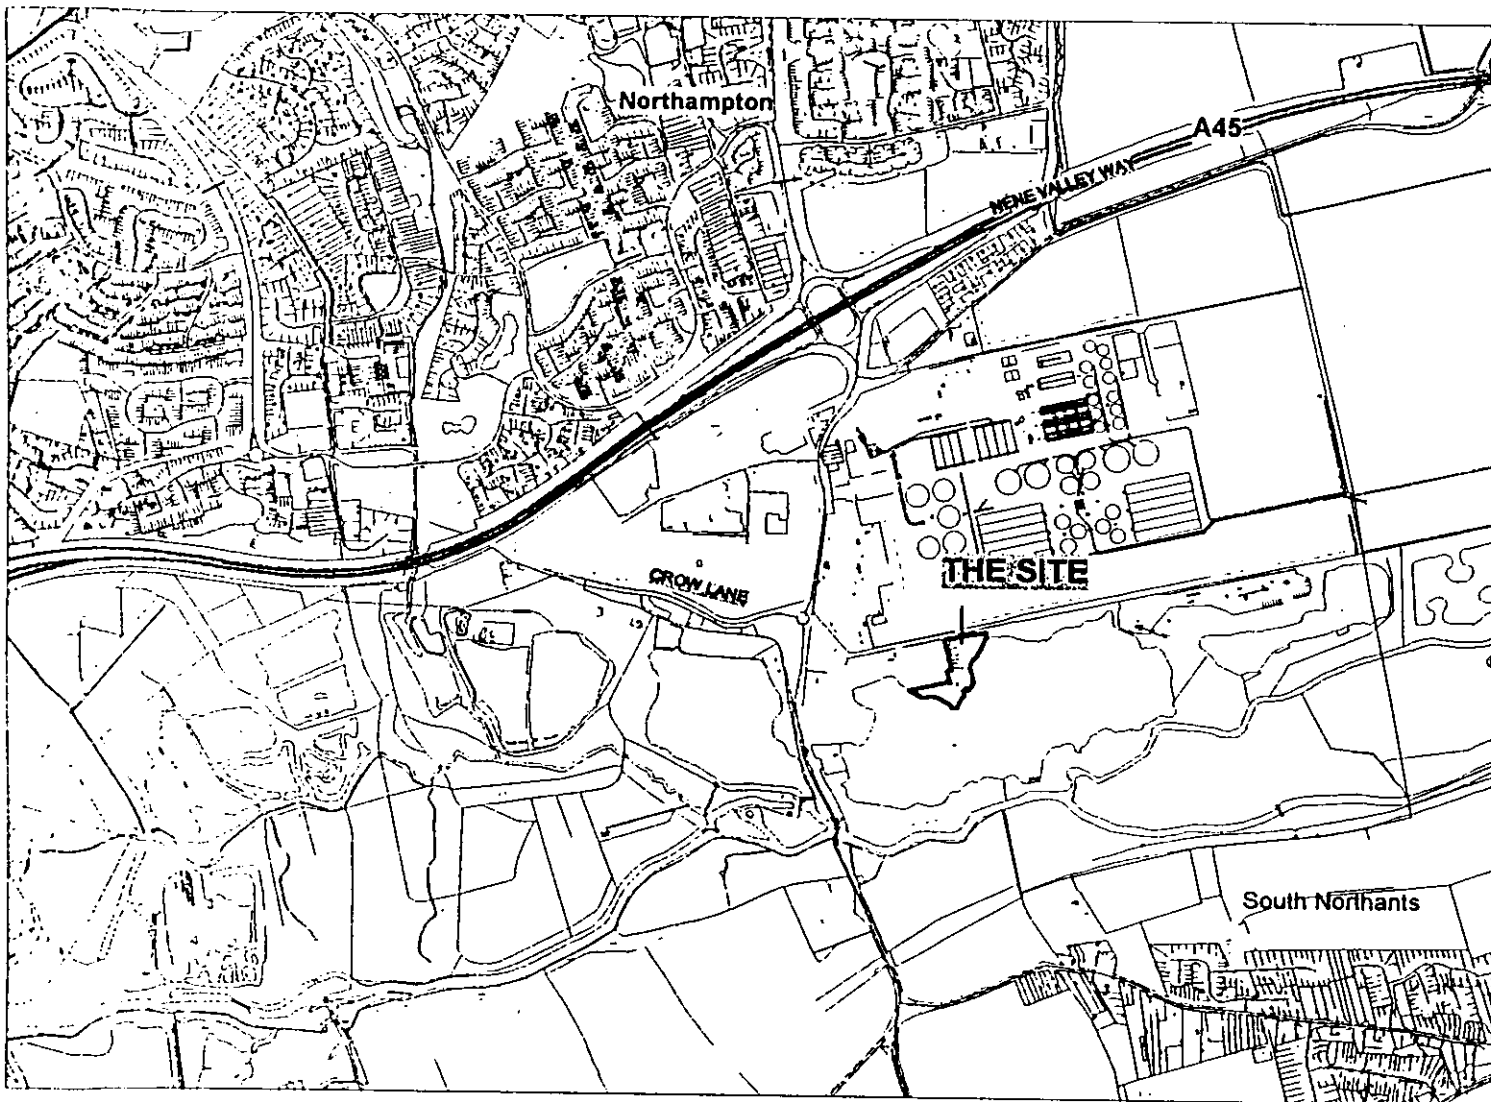 Northampton
A45
NENE VALLEY WAY
THE SITE
CROW LANE
South Northants